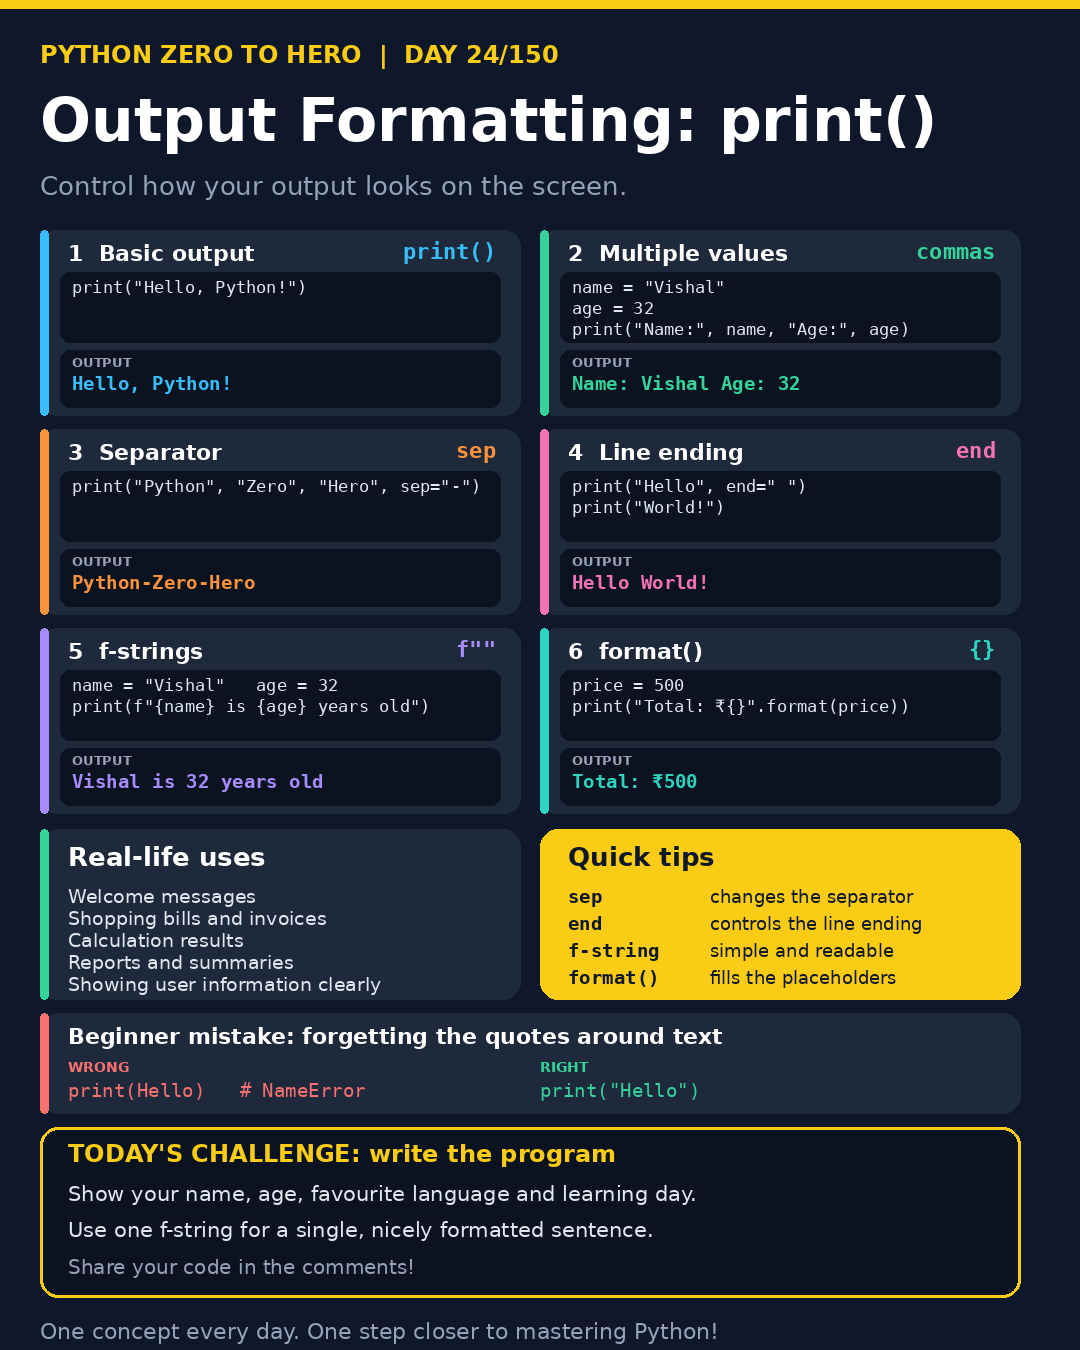 PYTHON ZERO TO HERO | DAY 24/150
Output Formatting: print()
Control how your output looks on the screen.
1 Basic output print()
print("Hello, Python!")
OUTPUT
Hello, Python!
2 Multiple values commas
name = "Vishal"
age = 32
print("Name:", name, "Age:", age)
OUTPUT
Name: Vishal Age: 32
3 Separator sep
print("Python", "Zero", "Hero", sep="-")
OUTPUT
Python-Zero-Hero
4 Line ending end
print("Hello", end=" ")
print("World!")
OUTPUT
Hello World!
5 f-strings f""
name = "Vishal"   age = 32
print(f"{name} is {age} years old")
OUTPUT
Vishal is 32 years old
6 format() {}
price = 500
print("Total: ₹{}".format(price))
OUTPUT
Total: ₹500
Real-life uses
Welcome messages
Shopping bills and invoices
Calculation results
Reports and summaries
Showing user information clearly
Quick tips
sep changes the separator
end controls the line ending
f-string simple and readable
format() fills the placeholders
Beginner mistake: forgetting the quotes around text
WRONG
print(Hello)   # NameError
RIGHT
print("Hello")
TODAY'S CHALLENGE: write the program
Show your name, age, favourite language and learning day.
Use one f-string for a single, nicely formatted sentence.
Share your code in the comments!
One concept every day. One step closer to mastering Python!